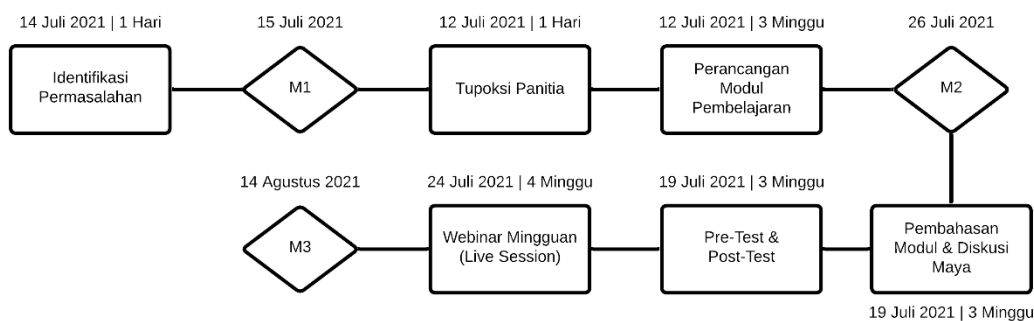 14 Juli 2021 | 1 Hari
15 Juli 2021
12 Juli 2021 | 1 Hari
12 Juli 2021 | 3 Minggu
26 Juli 2021
Identifikasi
Permasalahan
M1
Tupoksi Panitia
Perancangan
Modul
Pembelajaran
M2
14 Agustus 2021
24 Juli 2021 | 4 Minggu
19 Juli 2021 | 3 Minggu
M3
Webinar Mingguan
(Live Session)
Pre-Test &
Post-Test
Pembahasan
Modul & Diskusi
Maya
19 Juli 2021 | 3 Minggu